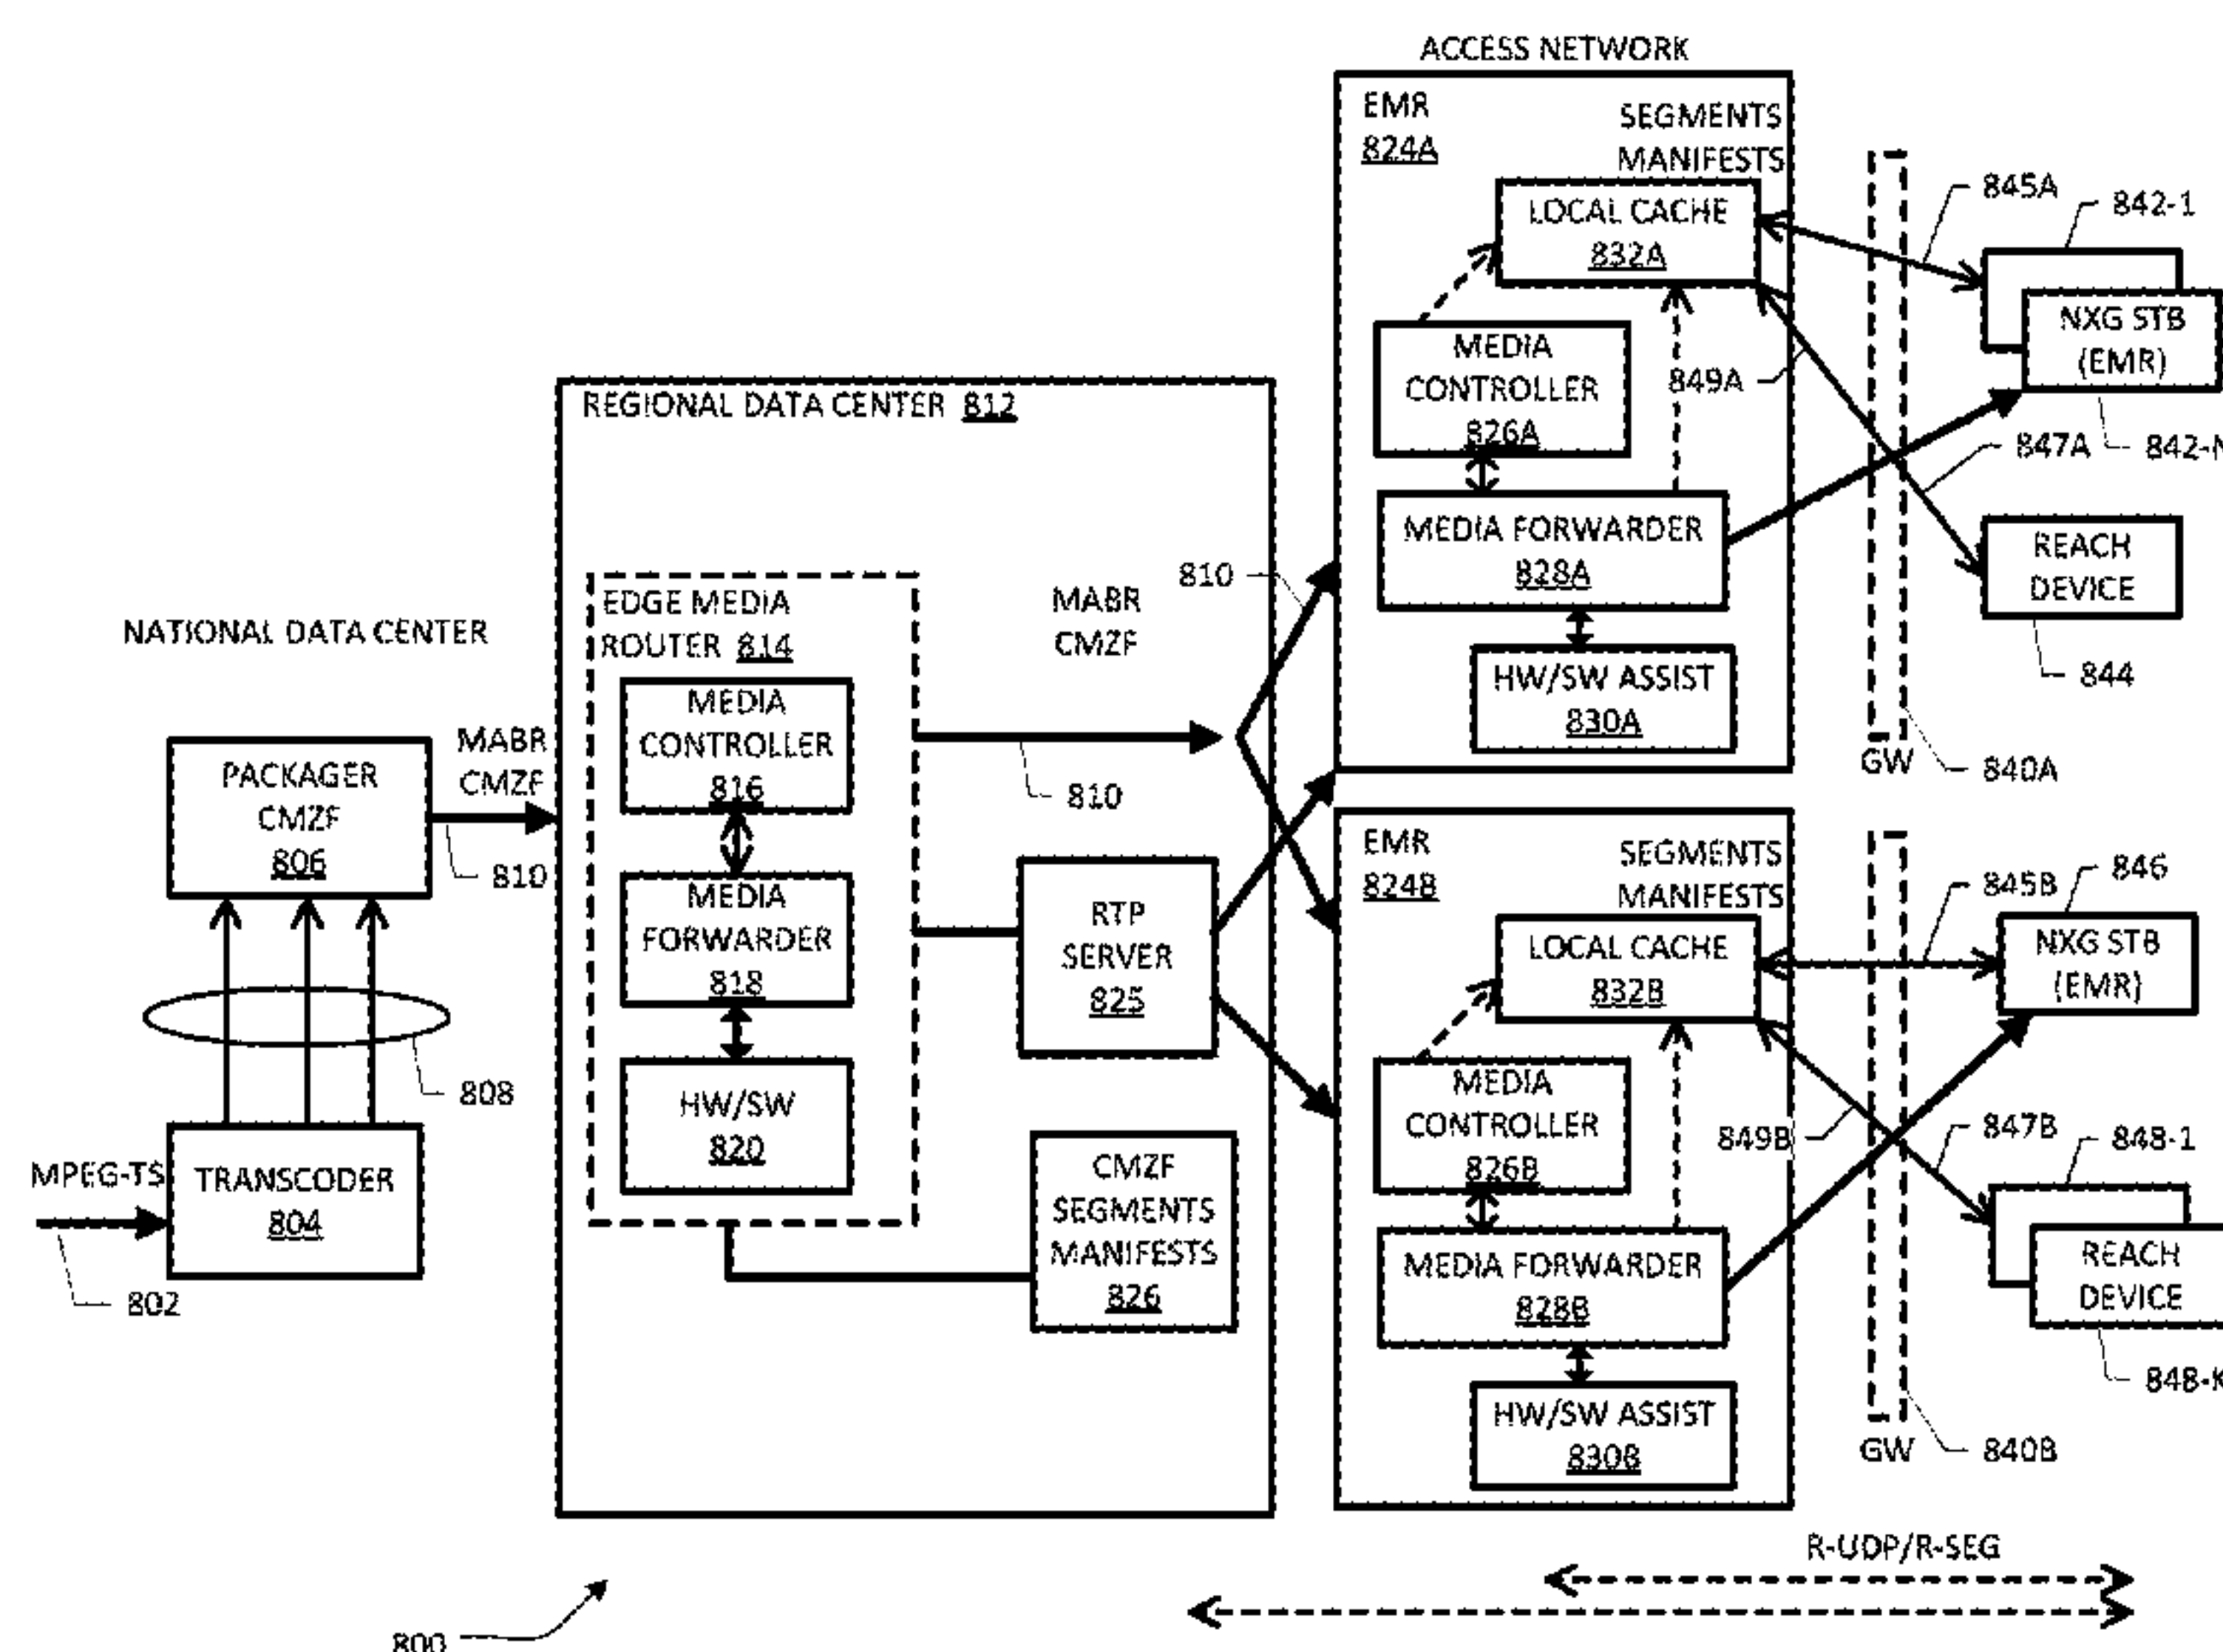 NATIONAL DATA CENTER
PACKAGER
CMZF
806
MABR
CMZF
810
808
MPEG-TS
802
TRANSCODER
804
REGIONAL DATA CENTER 812
EDGE MEDIA
ROUTER 814
MEDIA
CONTROLLER
816
MEDIA
FORWARDER
818
HW/SW
820
MABR
CMZF
810
810
RTP
SERVER
825
CMZF
SEGMENTS
MANIFESTS
826
ACCESS NETWORK
EMR
824A
SEGMENTS
MANIFESTS
LOCAL CACHE
832A
MEDIA
CONTROLLER
826A
849A
MEDIA FORWARDER
828A
HW/SW ASSIST
830A
GW
840A
845A
842-1
NXG STB
(EMR)
842-N
847A
REACH
DEVICE
844
EMR
824B
SEGMENTS
MANIFESTS
LOCAL CACHE
832B
MEDIA
CONTROLLER
826B
849B
MEDIA FORWARDER
828B
HW/SW ASSIST
830B
GW
840B
845B
846
NXG STB
(EMR)
847B
848-1
REACH
DEVICE
848-K
R-UDP/R-SEG
800